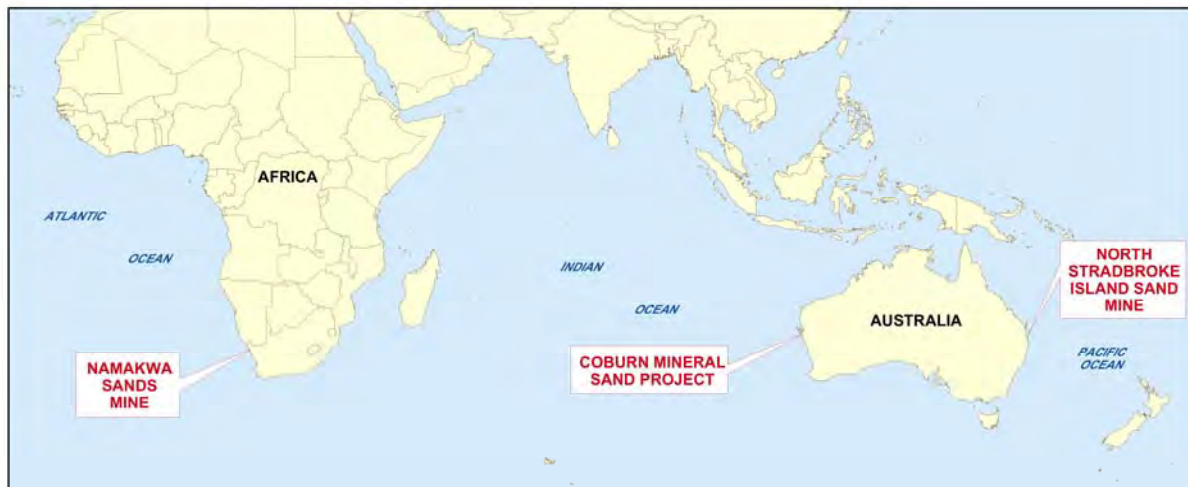 AFRICA
ATLANTIC
OCEAN
INDIAN
OCEAN
NORTH
STRADBROKE
ISLAND SAND
MINE
AUSTRALIA
NAMAKWA
SANDS
MINE
COBURN MINERAL
SAND PROJECT
PACIFIC
OCEAN